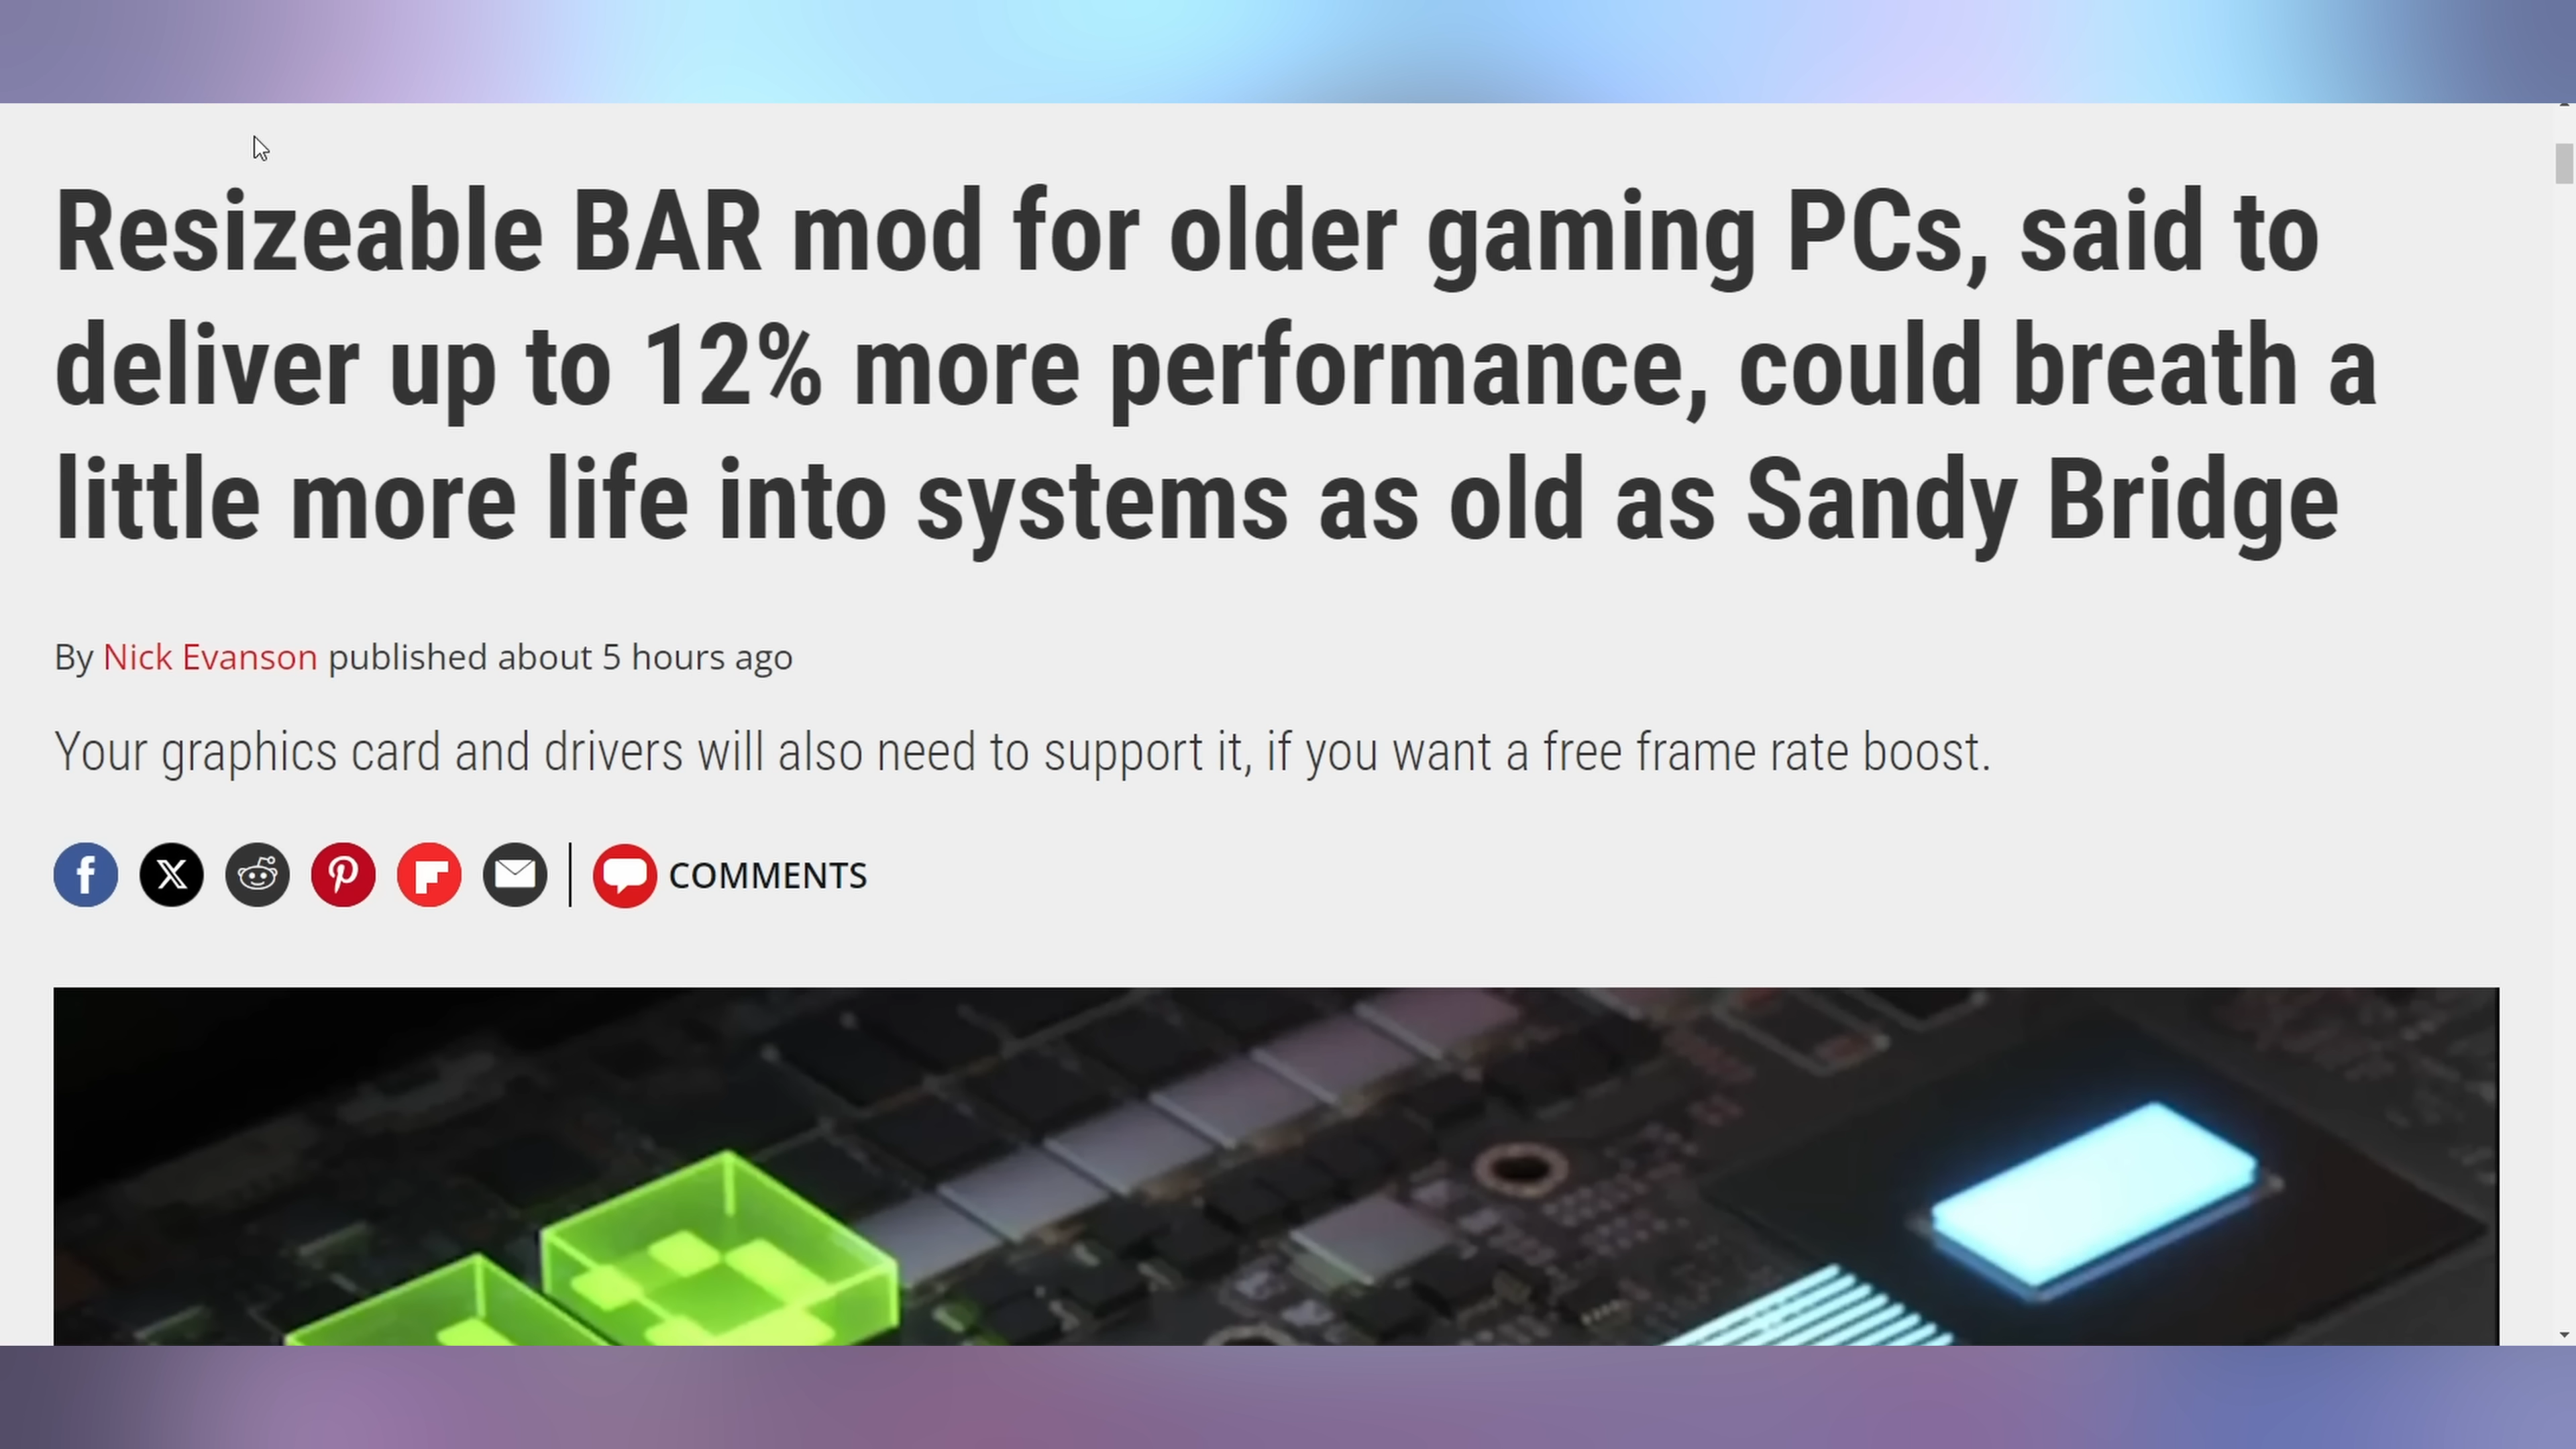 Resizeable BAR mod for older gaming PCs, said to
deliver up to 12% more performance, could breath a
little more life into systems as old as Sandy Bridge
By Nick Evanson published about 5 hours ago
Your graphics card and drivers will also need to support it, if you want a free frame rate boost.
COMMENTS